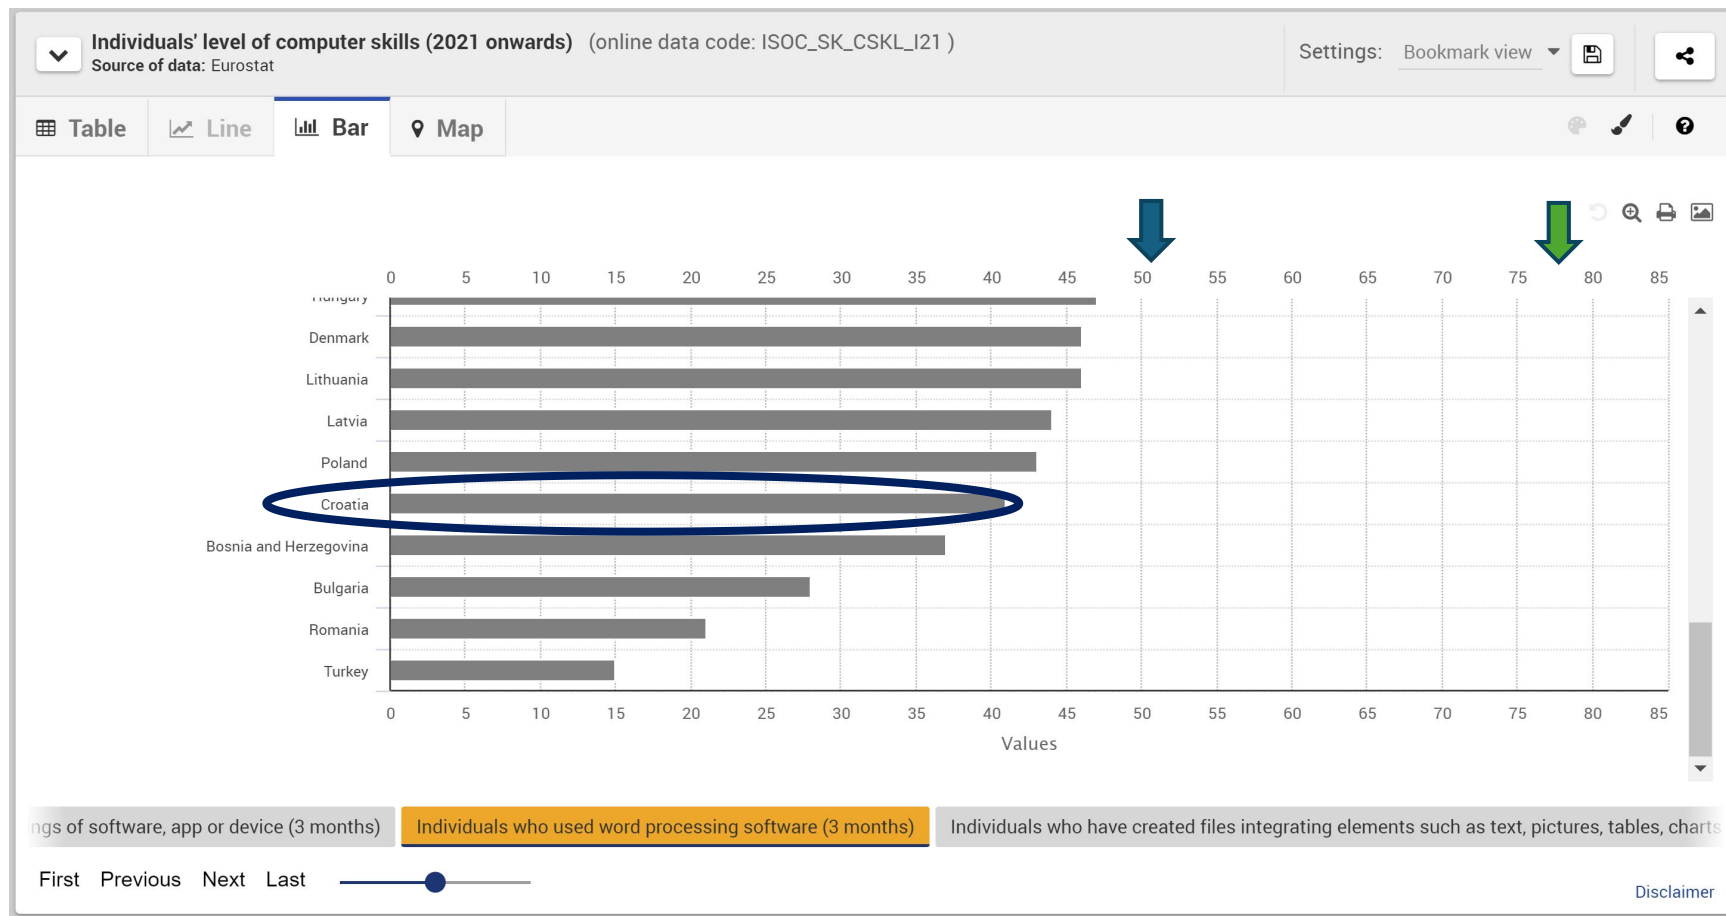 Individuals' level of computer skills (2021 onwards) (online data code: ISOC_SK_CSKL_I21 )
Source of data: Eurostat
Settings: Bookmark view
Table Line Bar Map
0 5 10 15 20 25 30 35 40 45 50 55 60 65 70 75 80 85
Hungary
Denmark
Lithuania
Latvia
Poland
Croatia
Bosnia and Herzegovina
Bulgaria
Romania
Turkey
0 5 10 15 20 25 30 35 40 45 50 55 60 65 70 75 80 85
Values
ngs of software, app or device (3 months) Individuals who used word processing software (3 months) Individuals who have created files integrating elements such as text, pictures, tables, charts
First Previous Next Last
Disclaimer